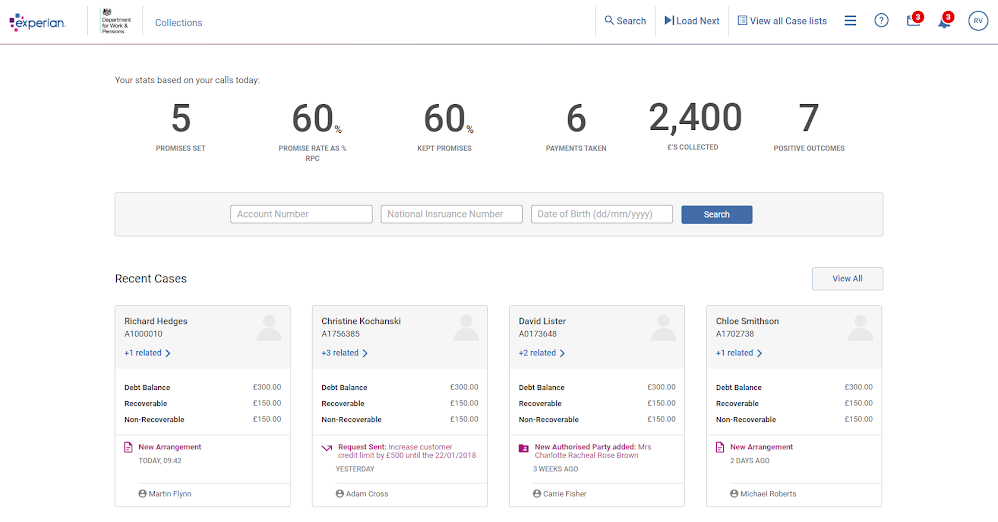 experian.
Department
for Work &
Pensions
Collections
Search
Load Next
View all Case lists
?
3
3
RV
Your stats based on your calls today:
5
60%
60%
6
2,400
7
PROMISES SET
PROMISE RATE AS %
RPC
KEPT PROMISES
PAYMENTS TAKEN
£'S COLLECTED
POSITIVE OUTCOMES
Account Number
National Insruance Number
Date of Birth (dd/mm/yyyy)
Search
Recent Cases
View All
Richard Hedges
A1000010
+1 related
Debt Balance £300.00
Recoverable £150.00
Non-Recoverable £150.00
New Arrangement
TODAY, 09:42
Martin Flynn
Christine Kochanski
A1756385
+3 related
Debt Balance £300.00
Recoverable £150.00
Non-Recoverable £150.00
Request Sent: Increase customer
credit limit by £500 until the 22/01/2018
YESTERDAY
Adam Cross
David Lister
A0173648
+2 related
Debt Balance £300.00
Recoverable £150.00
Non-Recoverable £150.00
New Authorised Party added: Mrs
Charlotte Racheal Rose Brown
3 WEEKS AGO
Carrie Fisher
Chloe Smithson
A1702738
+1 related
Debt Balance £300.00
Recoverable £150.00
Non-Recoverable £150.00
New Arrangement
2 DAYS AGO
Michael Roberts